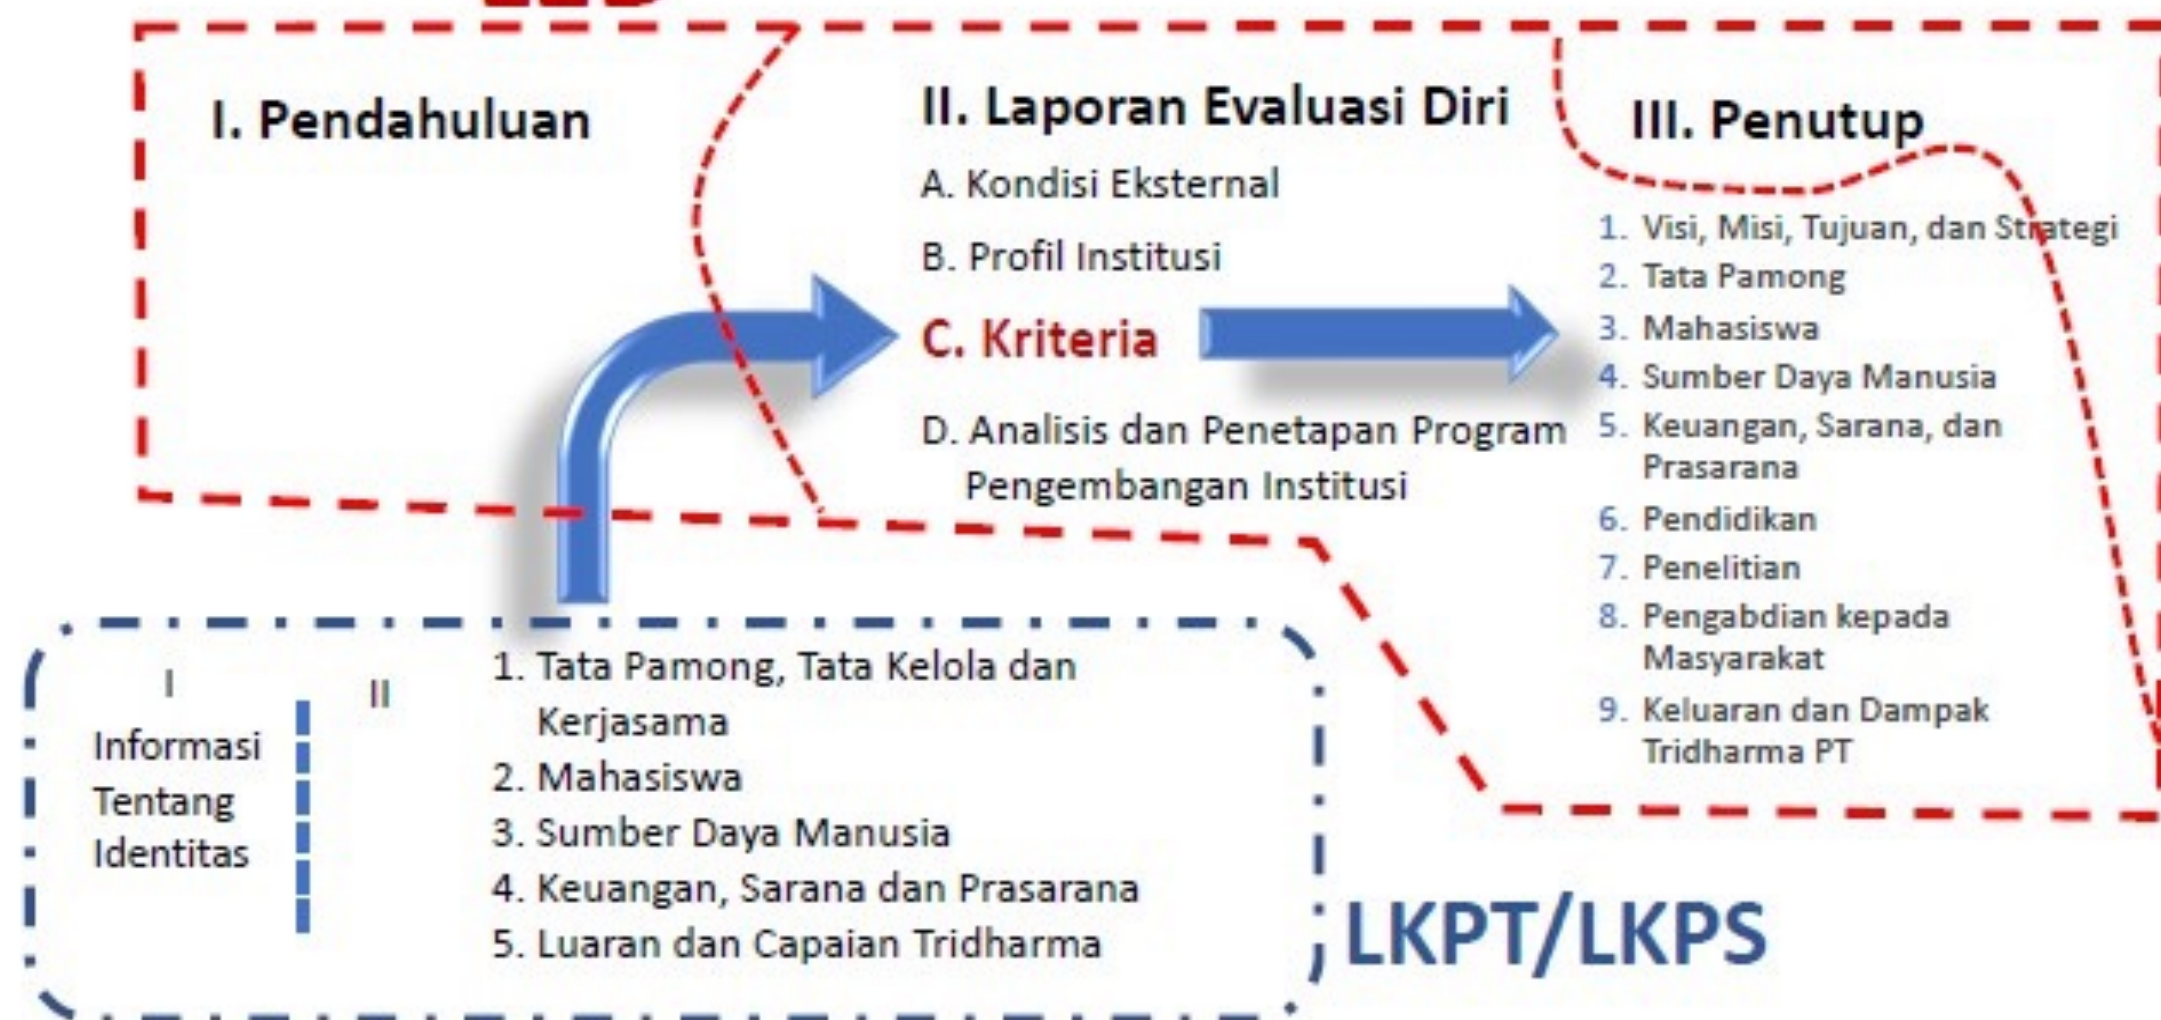 I. Pendahuluan
II. Laporan Evaluasi Diri
A. Kondisi Eksternal
B. Profil Institusi
C. Kriteria
D. Analisis dan Penetapan Program
Pengembangan Institusi
III. Penutup
1. Visi, Misi, Tujuan, dan Strategi
2. Tata Pamong
3. Mahasiswa
4. Sumber Daya Manusia
5. Keuangan, Sarana, dan
Prasarana
6. Pendidikan
7. Penelitian
8. Pengabdian kepada
Masyarakat
9. Keluaran dan Dampak
Tridharma PT
I
Informasi
Tentang
Identitas
II
1. Tata Pamong, Tata Kelola dan
Kerjasama
2. Mahasiswa
3. Sumber Daya Manusia
4. Keuangan, Sarana dan Prasarana
5. Luaran dan Capaian Tridharma
LKPT/LKPS